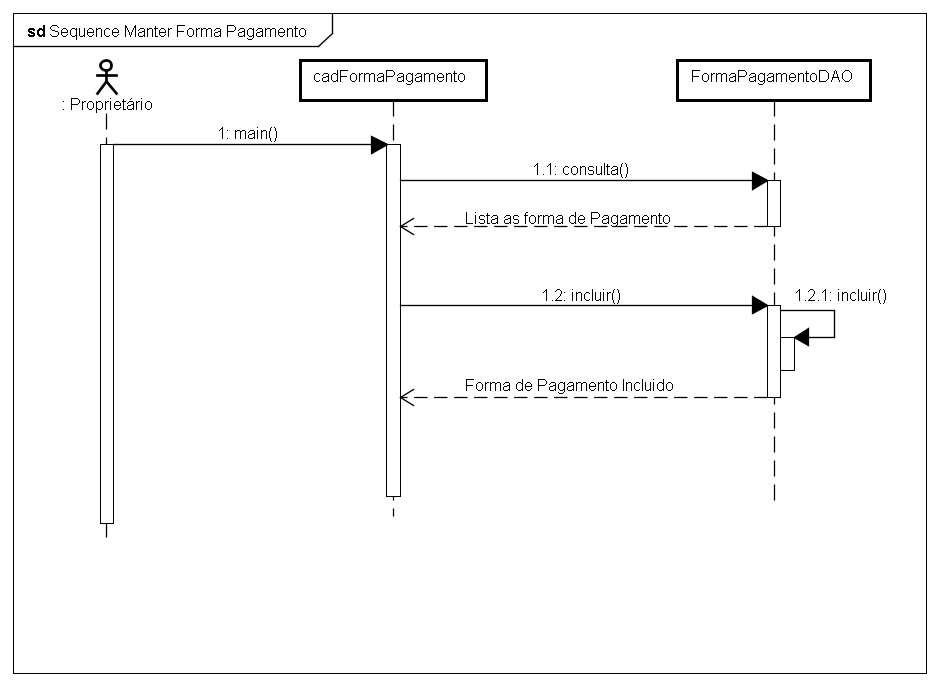 sd Sequence Manter Forma Pagamento
: Proprietário
cadFormaPagamento
FormaPagamentoDAO
1: main()
1.1: consulta()
Lista as forma de Pagamento
1.2: incluir()
1.2.1: incluir()
Forma de Pagamento Incluido